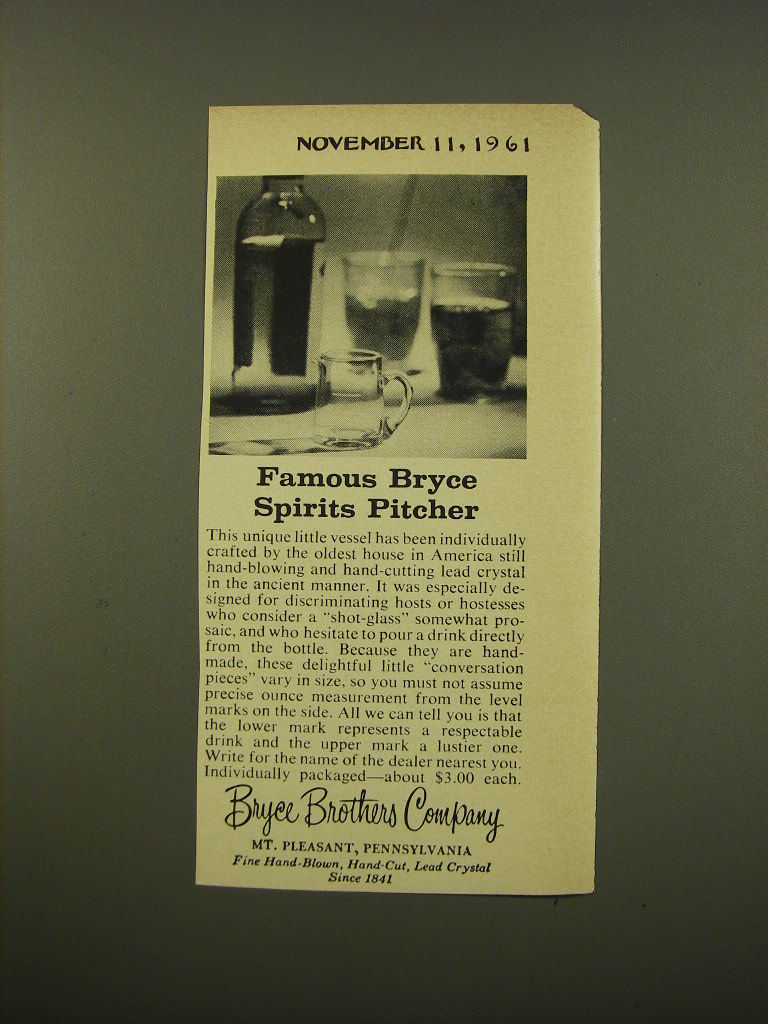 NOVEMBER 11, 1961
Famous Bryce
Spirits Pitcher
This unique little vessel has been individually
crafted by the oldest house in America still
hand-blowing and hand-cutting lead crystal
in the ancient manner. It was especially de-
signed for discriminating hosts or hostesses
who consider a “shot-glass” somewhat pro-
saic, and who hesitate to pour a drink directly
from the bottle. Because they are hand-
made, these delightful little “conversation
pieces” vary in size, so you must not assume
precise ounce measurement from the level
marks on the side. All we can tell you is that
the lower mark represents a respectable
drink and the upper mark a lustier one.
Write for the name of the dealer nearest you.
Individually packaged—about $3.00 each.
Bryce Brothers Company
MT. PLEASANT, PENNSYLVANIA
Fine Hand-Blown, Hand-Cut, Lead Crystal
Since 1841